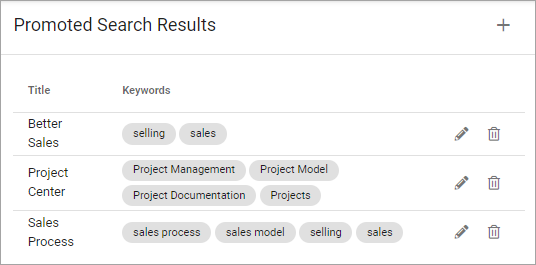 Promoted Search Results
Title Keywords
Better
Sales
selling sales
Project
Center
Project Management Project Model
Project Documentation Projects
Sales
Process
sales process sales model selling sales